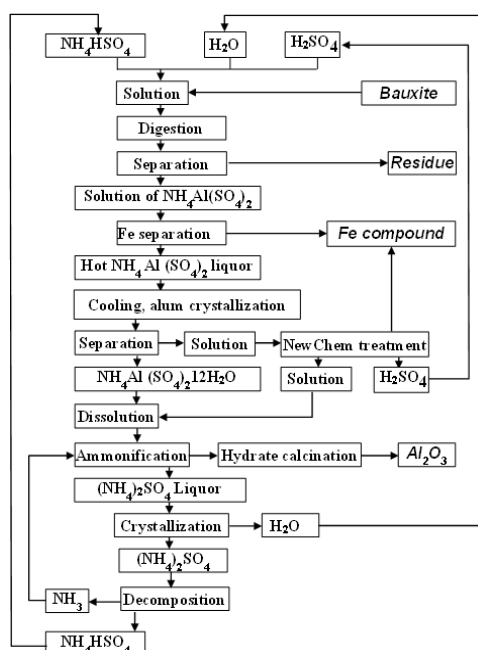 NH4HSO4
H2O
H2SO4
Solution
Bauxite
Digestion
Separation
Residue
Solution of NH4Al(SO4)2
Fe separation
Fe compound
Hot NH4 Al (SO4)2 liquor
Cooling, alum crystallization
Separation
Solution
New Chem treatment
NH4Al (SO4)2 12H2O
Solution
H2SO4
Dissolution
Ammonification
Hydrate calcination
Al2O3
(NH4)2SO4 Liquor
Crystallization
H2O
(NH4)2SO4
NH3
Decomposition
NH4HSO4